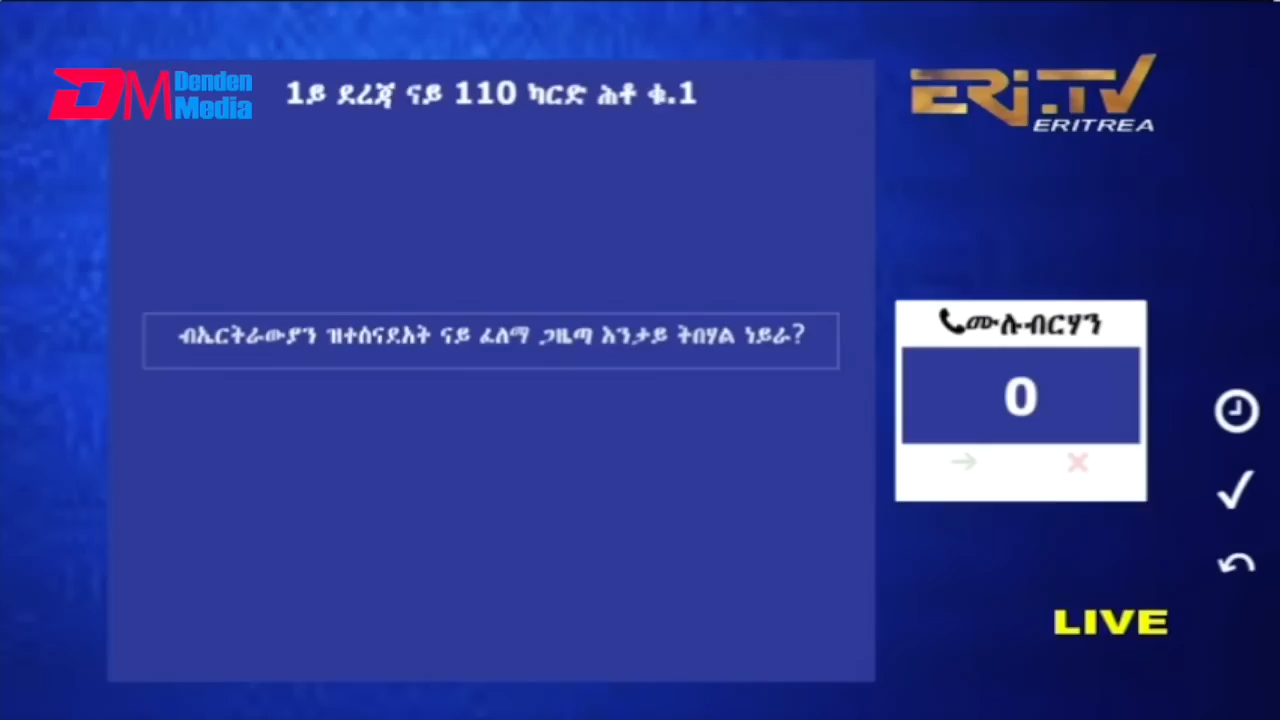 DM Denden Media
1ይ ደረጃ ናይ 110 ካርድ ሕቶ ቁ.1
ERi.TV
ERITREA
ብኤርትራውያን ዝተሰናደአት ናይ ፈለማ ጋዜጣ እንታይ ትበሃል ነይራ?
ሙሉብርሃን
0
LIVE